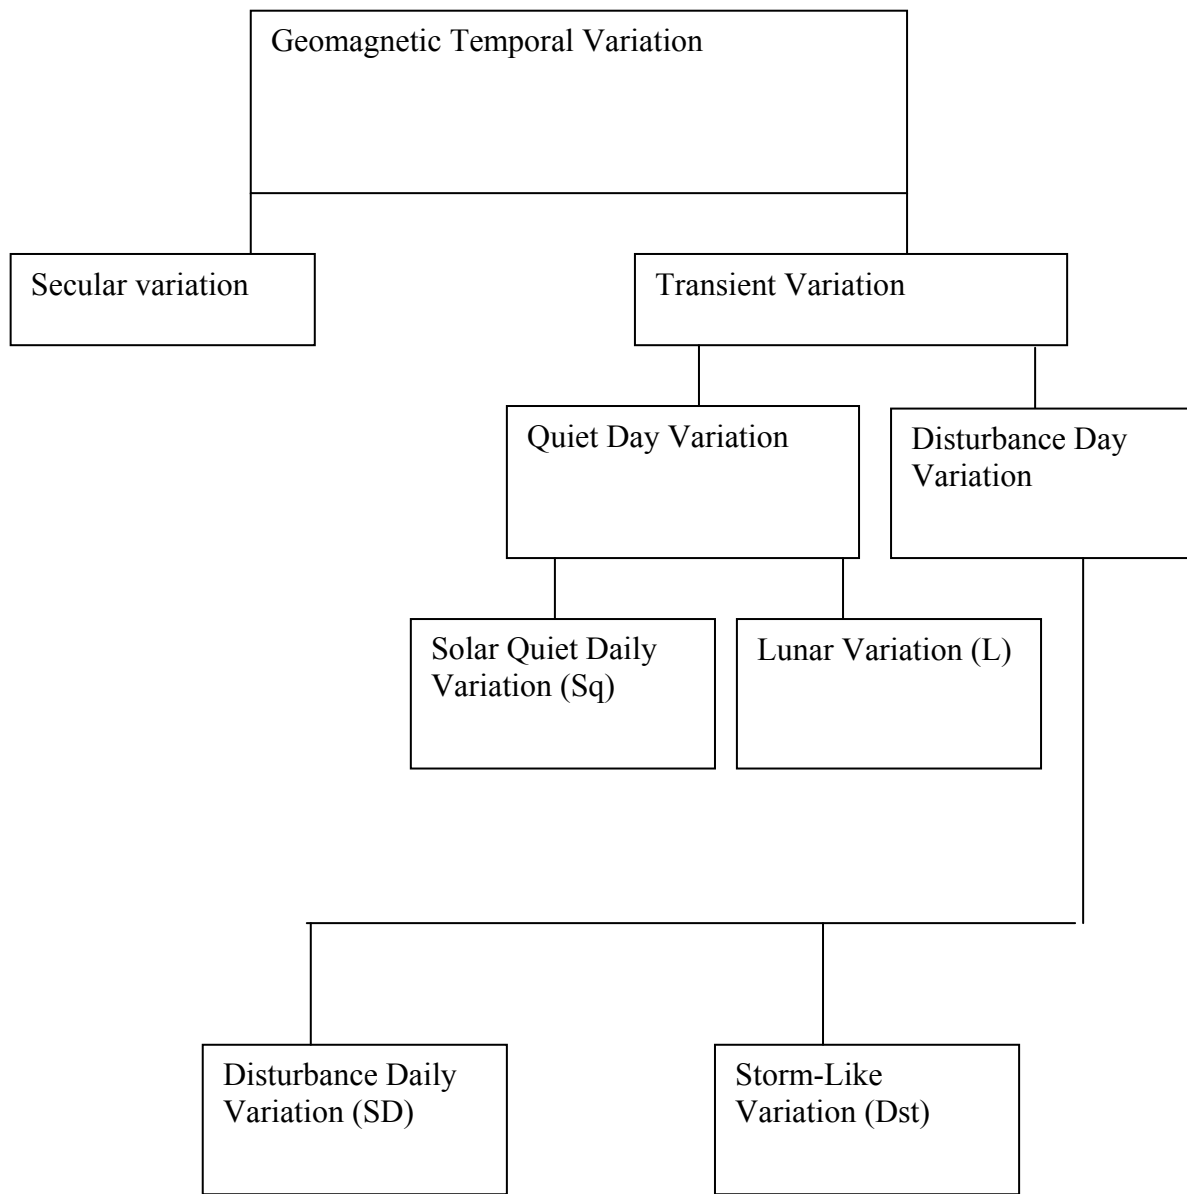 Geomagnetic Temporal Variation
Secular variation
Transient Variation
Quiet Day Variation
Disturbance Day
Variation
Solar Quiet Daily
Variation (Sq)
Lunar Variation (L)
Disturbance Daily
Variation (SD)
Storm-Like
Variation (Dst)